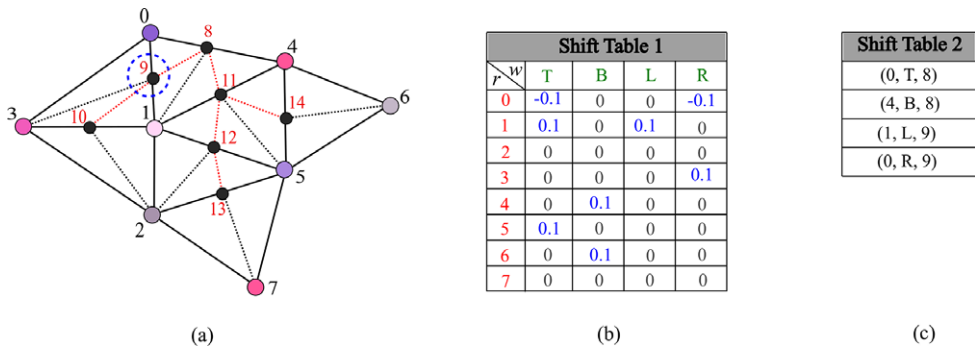 0
8
4
9
11
6
3
10
1
14
12
5
2
13
7
(a)
Shift Table 1
r w T B L R
0 -0.1 0 0 -0.1
1 0.1 0 0.1 0
2 0 0 0 0
3 0 0 0 0.1
4 0 0.1 0 0
5 0.1 0 0 0
6 0 0.1 0 0
7 0 0 0 0
(b)
Shift Table 2
(0, T, 8)
(4, B, 8)
(1, L, 9)
(0, R, 9)
(c)